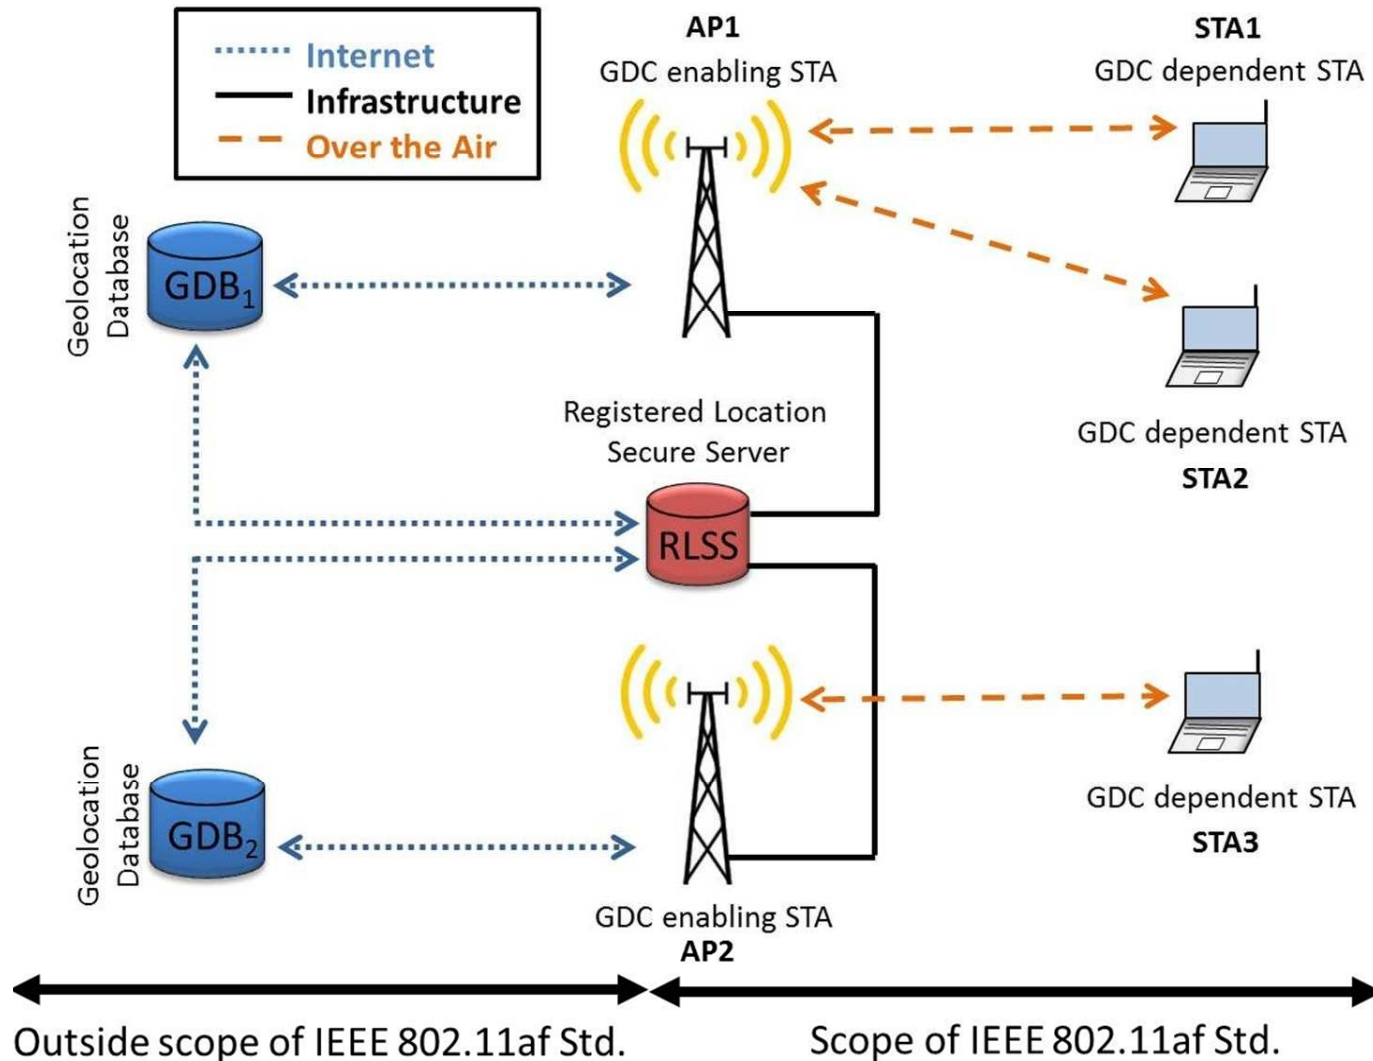 Internet
Infrastructure
Over the Air
AP1
GDC enabling STA
STA1
GDC dependent STA
Geolocation
Database
GDB₁
GDC dependent STA
STA2
Registered Location
Secure Server
RLSS
Geolocation
Database
GDB₂
GDC enabling STA
AP2
GDC dependent STA
STA3
Outside scope of IEEE 802.11af Std.
Scope of IEEE 802.11af Std.